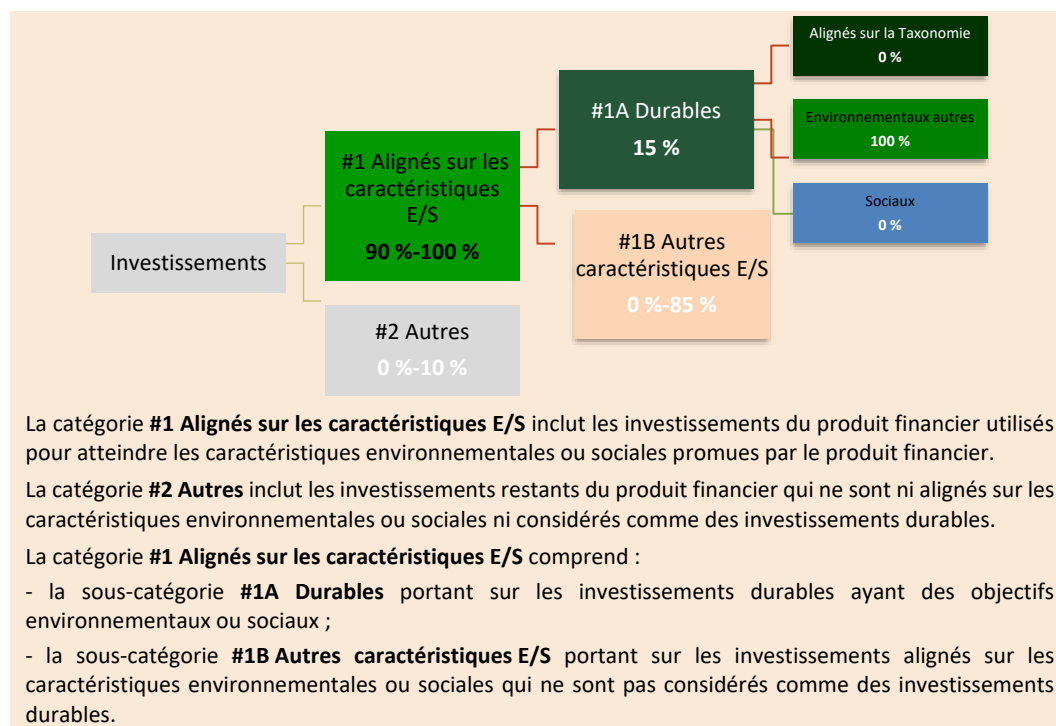 Investissements
#1 Alignés sur les
caractéristiques
E/S
90 %-100 %
#2 Autres
0 %-10 %
#1A Durables
15 %
#1B Autres
caractéristiques E/S
0 %-85 %
Alignés sur la Taxonomie
0 %
Environnementaux autres
100 %
Sociaux
0 %
La catégorie #1 Alignés sur les caractéristiques E/S inclut les investissements du produit financier utilisés
pour atteindre les caractéristiques environnementales ou sociales promues par le produit financier.
La catégorie #2 Autres inclut les investissements restants du produit financier qui ne sont ni alignés sur les
caractéristiques environnementales ou sociales ni considérés comme des investissements durables.
La catégorie #1 Alignés sur les caractéristiques E/S comprend :
- la sous-catégorie #1A Durables portant sur les investissements durables ayant des objectifs
environnementaux ou sociaux ;
- la sous-catégorie #1B Autres caractéristiques E/S portant sur les investissements alignés sur les
caractéristiques environnementales ou sociales qui ne sont pas considérés comme des investissements
durables.